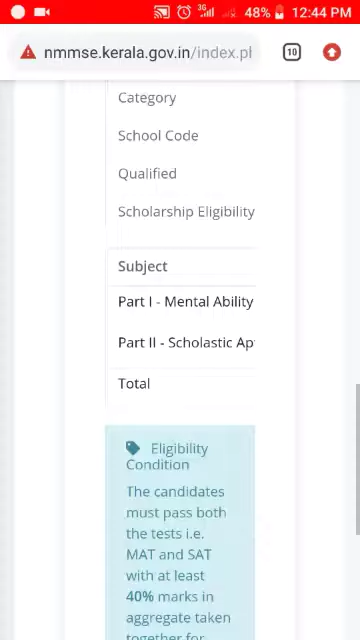 3G 48% 12:44 PM
nmmse.kerala.gov.in/index.pl 10
Category
School Code
Qualified
Scholarship Eligibility
Subject
Part I - Mental Ability
Part II - Scholastic Ap
Total
Eligibility
Condition
The candidates
must pass both
the tests i.e.
MAT and SAT
with at least
40% marks in
aggregate taken
together for